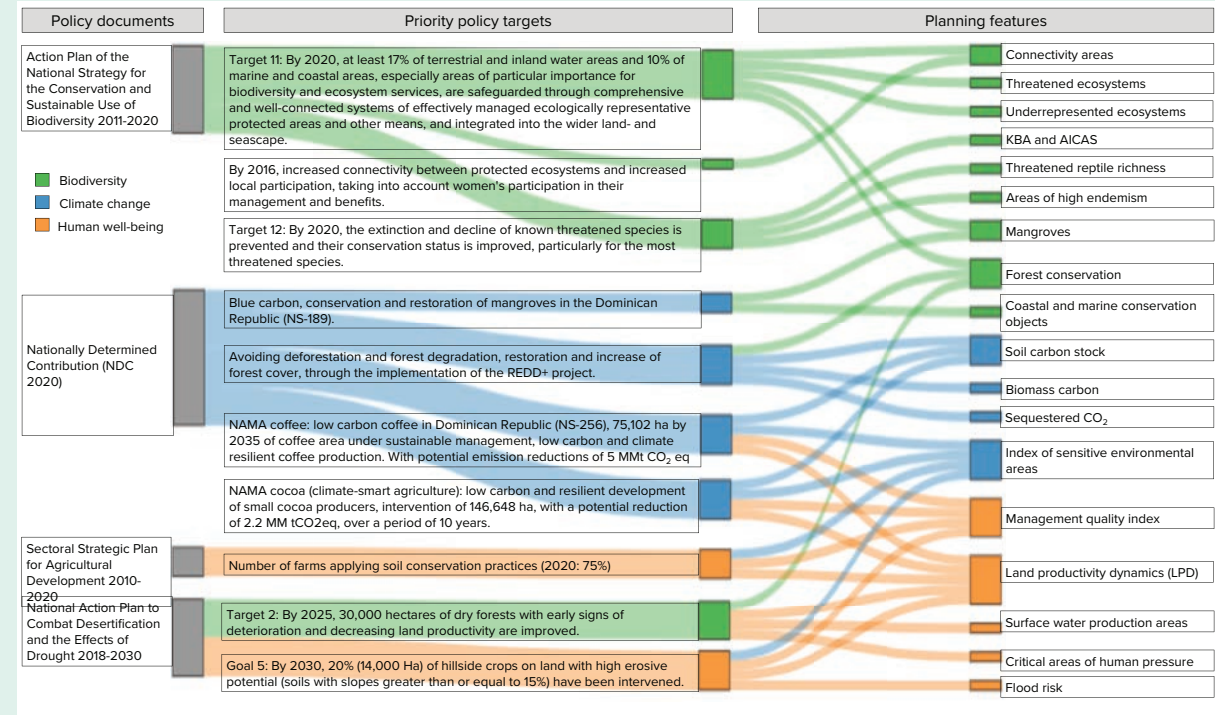 Policy documents
Priority policy targets
Planning features
Action Plan of the
National Strategy for
the Conservation and
Sustainable Use of
Biodiversity 2011-2020
Biodiversity
Climate change
Human well-being
Nationally Determined
Contribution (NDC
2020)
Sectoral Strategic Plan
for Agricultural
Development 2010-
2020
National Action Plan to
Combat Desertification
and the Effects of
Drought 2018-2030
Target 11: By 2020, at least 17% of terrestrial and inland water areas and 10% of
marine and coastal areas, especially areas of particular importance for
biodiversity and ecosystem services, are safeguarded through comprehensive
and well-connected systems of effectively managed ecologically representative
protected areas and other means, and integrated into the wider land- and
seascape.
By 2016, increased connectivity between protected ecosystems and increased
local participation, taking into account women's participation in their
management and benefits.
Target 12: By 2020, the extinction and decline of known threatened species is
prevented and their conservation status is improved, particularly for the most
threatened species.
Blue carbon, conservation and restoration of mangroves in the Dominican
Republic (NS-189).
Avoiding deforestation and forest degradation, restoration and increase of
forest cover, through the implementation of the REDD+ project.
NAMA coffee: low carbon coffee in Dominican Republic (NS-256), 75,102 ha by
2035 of coffee area under sustainable management, low carbon and climate
resilient coffee production. With potential emission reductions of 5 MMt CO₂ eq
NAMA cocoa (climate-smart agriculture): low carbon and resilient development
of small cocoa producers, intervention of 146,648 ha, with a potential reduction
of 2.2 MM tCO2eq, over a period of 10 years.
Number of farms applying soil conservation practices (2020: 75%)
Target 2: By 2025, 30,000 hectares of dry forests with early signs of
deterioration and decreasing land productivity are improved.
Goal 5: By 2030, 20% (14,000 Ha) of hillside crops on land with high erosive
potential (soils with slopes greater than or equal to 15%) have been intervened.
Connectivity areas
Threatened ecosystems
Underrepresented ecosystems
KBA and AICAS
Threatened reptile richness
Areas of high endemism
Mangroves
Forest conservation
Coastal and marine conservation
objects
Soil carbon stock
Biomass carbon
Sequestered CO₂
Index of sensitive environmental
areas
Management quality index
Land productivity dynamics (LPD)
Surface water production areas
Critical areas of human pressure
Flood risk